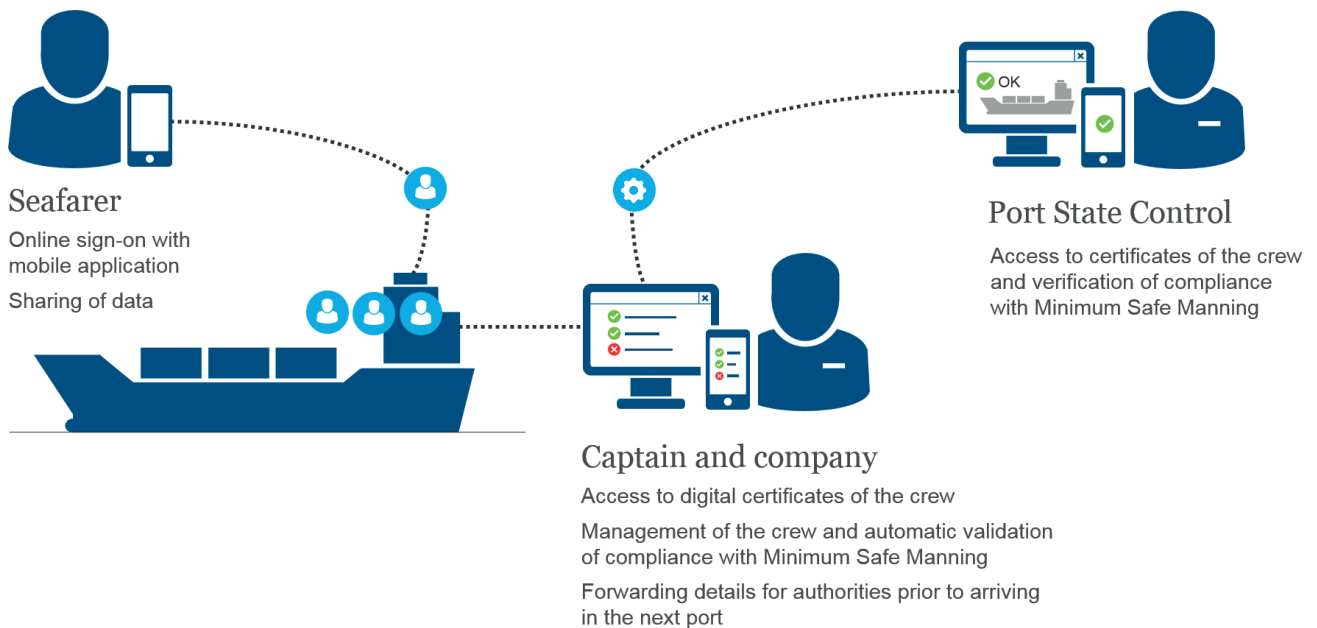 Seafarer
Online sign-on with
mobile application
Sharing of data
Captain and company
Access to digital certificates of the crew
Management of the crew and automatic validation
of compliance with Minimum Safe Manning
Forwarding details for authorities prior to arriving
in the next port
OK
Port State Control
Access to certificates of the crew
and verification of compliance
with Minimum Safe Manning